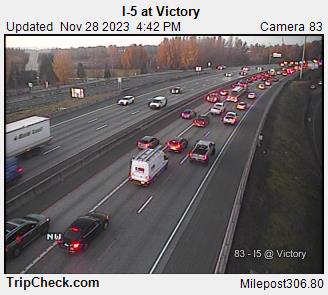 I-5 at Victory
Updated Nov 28 2023 4:42 PM Camera 83
NW
83 - I5 @ Victory
TripCheck.com Milepost306.80